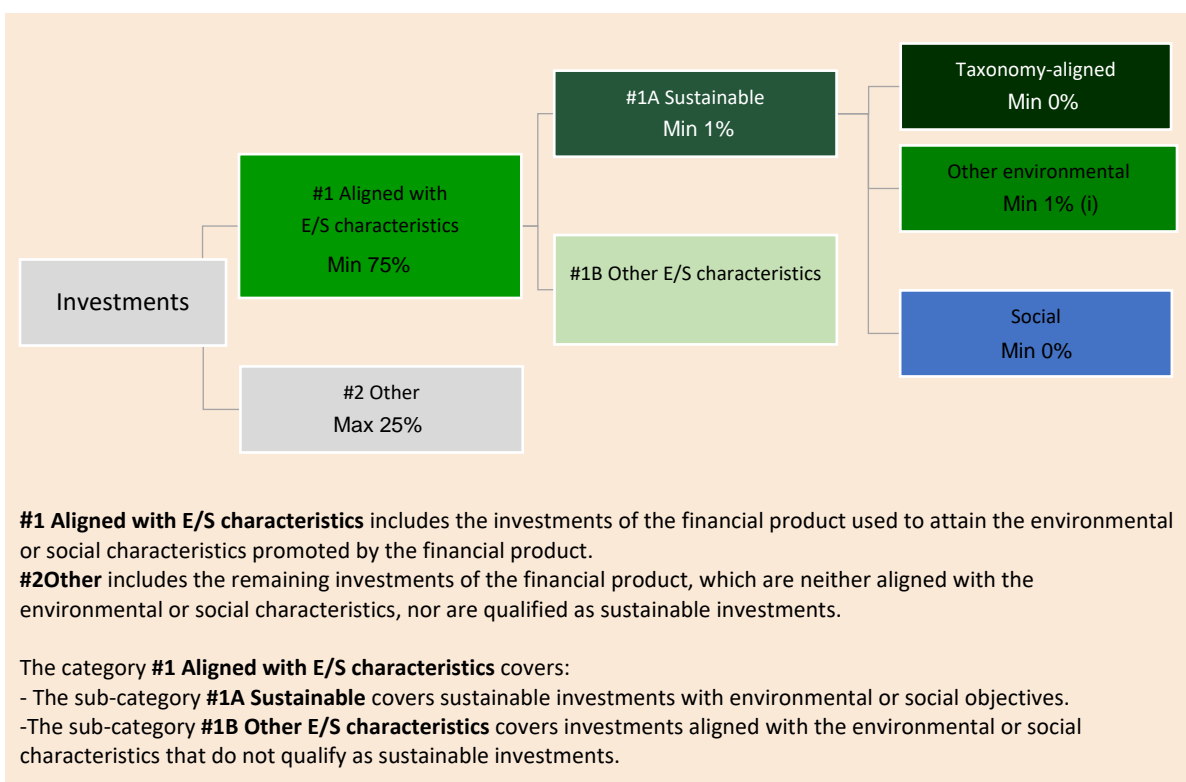 Investments
#1 Aligned with
E/S characteristics
Min 75%
#2 Other
Max 25%
#1A Sustainable
Min 1%
#1B Other E/S characteristics
Taxonomy-aligned
Min 0%
Other environmental
Min 1% (i)
Social
Min 0%
#1 Aligned with E/S characteristics includes the investments of the financial product used to attain the environmental
or social characteristics promoted by the financial product.
#2Other includes the remaining investments of the financial product, which are neither aligned with the
environmental or social characteristics, nor are qualified as sustainable investments.
The category #1 Aligned with E/S characteristics covers:
- The sub-category #1A Sustainable covers sustainable investments with environmental or social objectives.
-The sub-category #1B Other E/S characteristics covers investments aligned with the environmental or social
characteristics that do not qualify as sustainable investments.